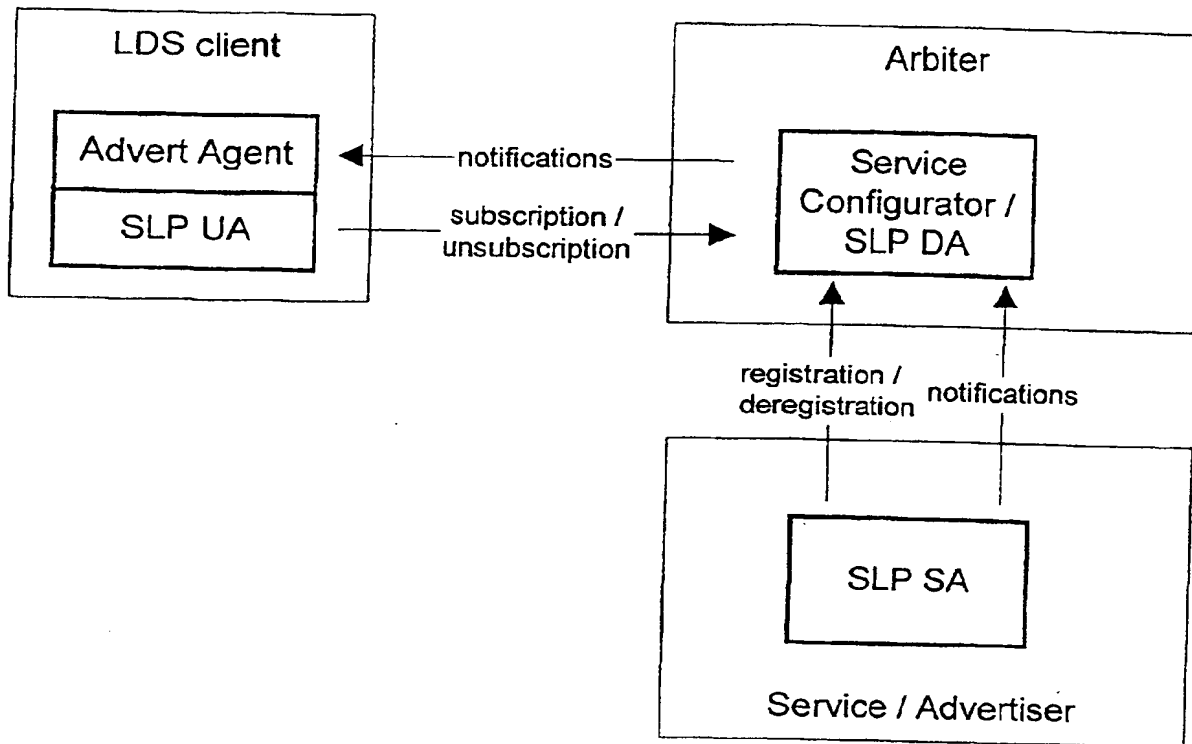 LDS client
Advert Agent
SLP UA
notifications
subscription /
unsubscription
Arbiter
Service
Configurator /
SLP DA
registration /
deregistration
notifications
SLP SA
Service / Advertiser